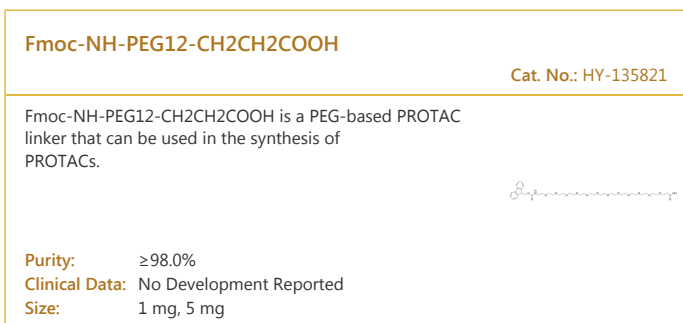 Fmoc-NH-PEG12-CH2CH2COOH
Cat. No.: HY-135821
Fmoc-NH-PEG12-CH2CH2COOH is a PEG-based PROTAC
linker that can be used in the synthesis of
PROTACs.
Purity: ≥98.0%
Clinical Data: No Development Reported
Size: 1 mg, 5 mg